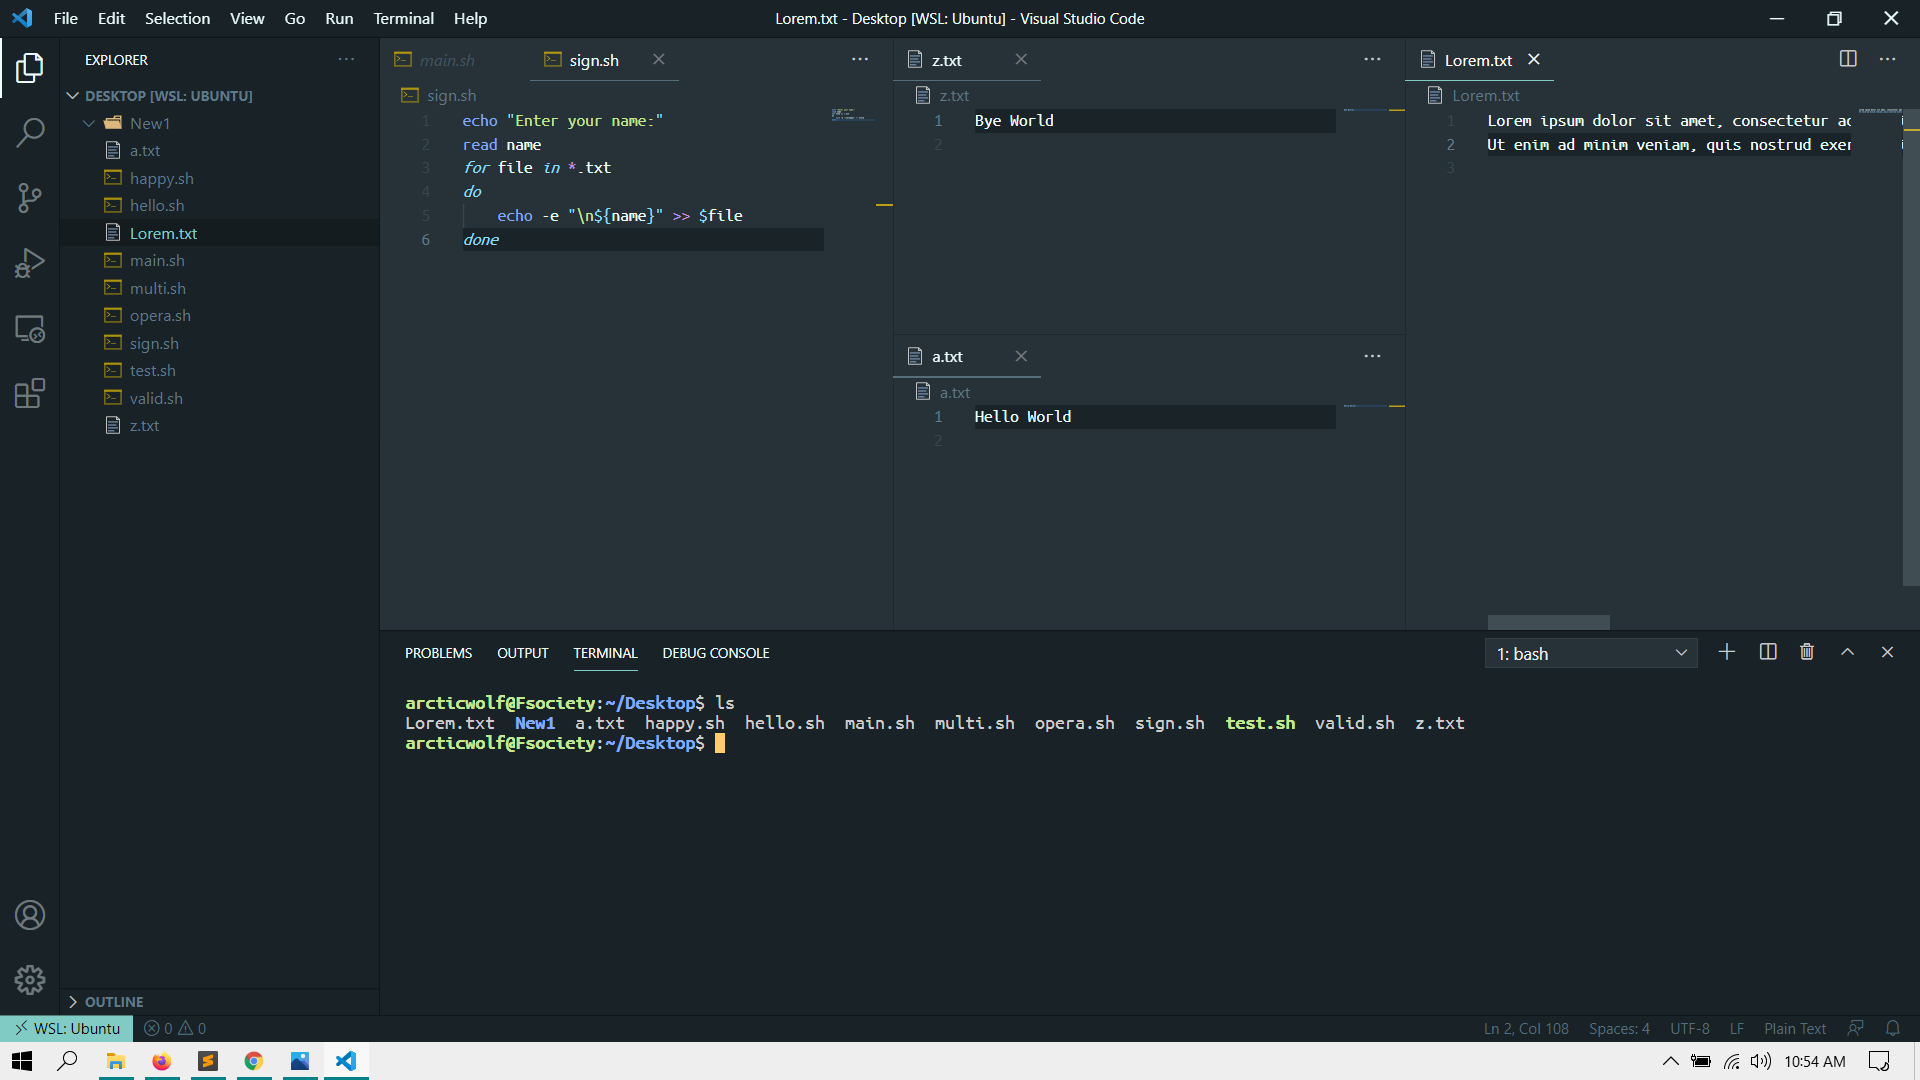 File Edit Selection View Go Run Terminal Help
Lorem.txt - Desktop [WSL: Ubuntu] - Visual Studio Code
EXPLORER
DESKTOP [WSL: UBUNTU]
New1
a.txt
happy.sh
hello.sh
Lorem.txt
main.sh
multi.sh
opera.sh
sign.sh
test.sh
valid.sh
z.txt
OUTLINE
main.sh
sign.sh
sign.sh
1 echo "Enter your name:"
2 read name
3 for file in *.txt
4 do
5 echo -e "\n${name}" >> $file
6 done
z.txt
z.txt
1 Bye World
2
a.txt
a.txt
1 Hello World
2
Lorem.txt
Lorem.txt
1 Lorem ipsum dolor sit amet, consectetur
2 Ut enim ad minim veniam, quis nostrud exer
3
PROBLEMS OUTPUT TERMINAL DEBUG CONSOLE
1: bash
arcticwolf@Fsociety:~/Desktop$ ls
Lorem.txt New1 a.txt happy.sh hello.sh main.sh multi.sh opera.sh sign.sh test.sh valid.sh z.txt
arcticwolf@Fsociety:~/Desktop$
WSL: Ubuntu 0 0
Ln 2, Col 108 Spaces: 4 UTF-8 LF Plain Text
10:54 AM